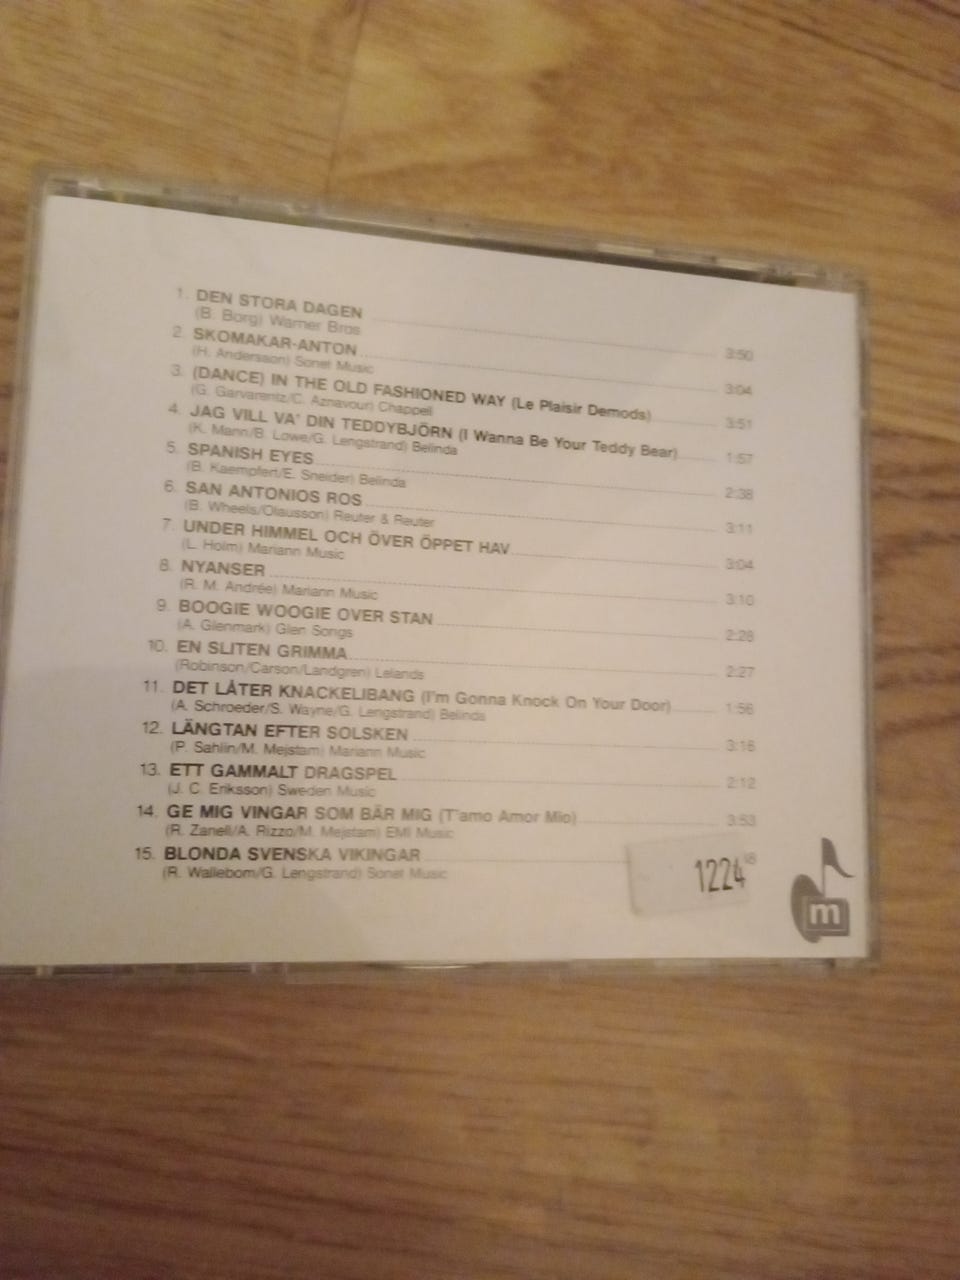 1. DEN STORA DAGEN 3:50
(B. Borg) Warner Bros
2. SKOMAKAR-ANTON 3:04
(H. Andersson) Sonet Music
3. (DANCE) IN THE OLD FASHIONED WAY (Le Plaisir Demods) 3:51
(G. Garvarentz/C. Aznavour) Chappell
4. JAG VILL VA' DIN TEDDYBJÖRN (I Wanna Be Your Teddy Bear) 1:57
(K. Mann/B. Lowe/G. Lengstrand) Belinda
5. SPANISH EYES 2:38
(B. Kaempfert/E. Sneider) Belinda
6. SAN ANTONIOS ROS 3:11
(B. Wheels/Olausson) Reuter & Reuter
7. UNDER HIMMEL OCH ÖVER ÖPPET HAV 3:04
(L. Holm) Mariann Music
8. NYANSER 3:10
(R. M. Andrée) Mariann Music
9. BOOGIE WOOGIE OVER STAN 2:28
(A. Glenmark) Glen Songs
10. EN SLITEN GRIMMA 2:27
(Robinson/Carson/Landgren) Lelands
11. DET LÅTER KNACKELIBANG (I'm Gonna Knock On Your Door) 1:56
(A. Schroeder/S. Wayne/G. Lengstrand) Belinda
12. LÄNGTAN EFTER SOLSKEN 3:16
(P. Sahlin/M. Mejstam) Mariann Music
13. ETT GAMMALT DRAGSPEL 2:12
(J. C. Eriksson) Sweden Music
14. GE MIG VINGAR SOM BÄR MIG (T'amo Amor Mio) 3:53
(R. Zanell/A. Rizzo/M. Mejstam) EMI Music
15. BLONDA SVENSKA VIKINGAR
(R. Wallebom/G. Lengstrand) Sonet Music
1224
m